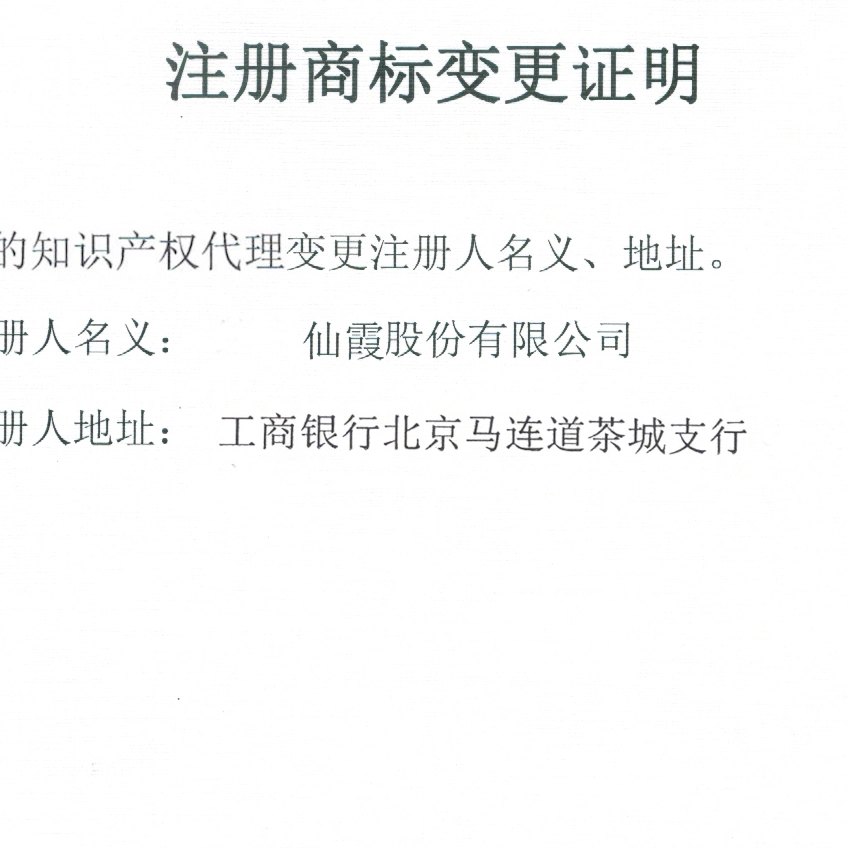 注册商标变更证明
的知识产权代理变更注册人名义、地址。
册人名义： 仙霞股份有限公司
册人地址： 工商银行北京马连道茶城支行